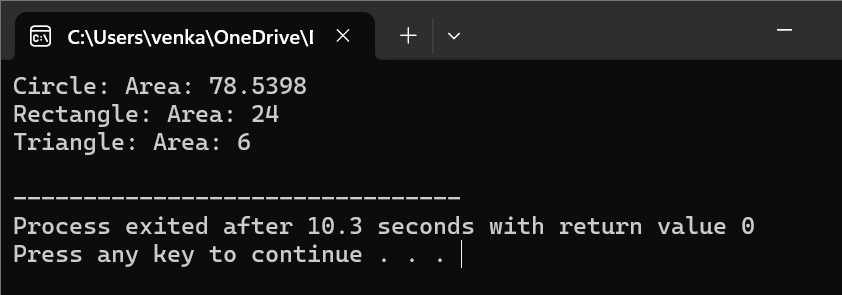 C:\Users\venka\OneDrive\
Circle: Area: 78.5398
Rectangle: Area: 24
Triangle: Area: 6
---------------------------------
Process exited after 10.3 seconds with return value 0
Press any key to continue . . .